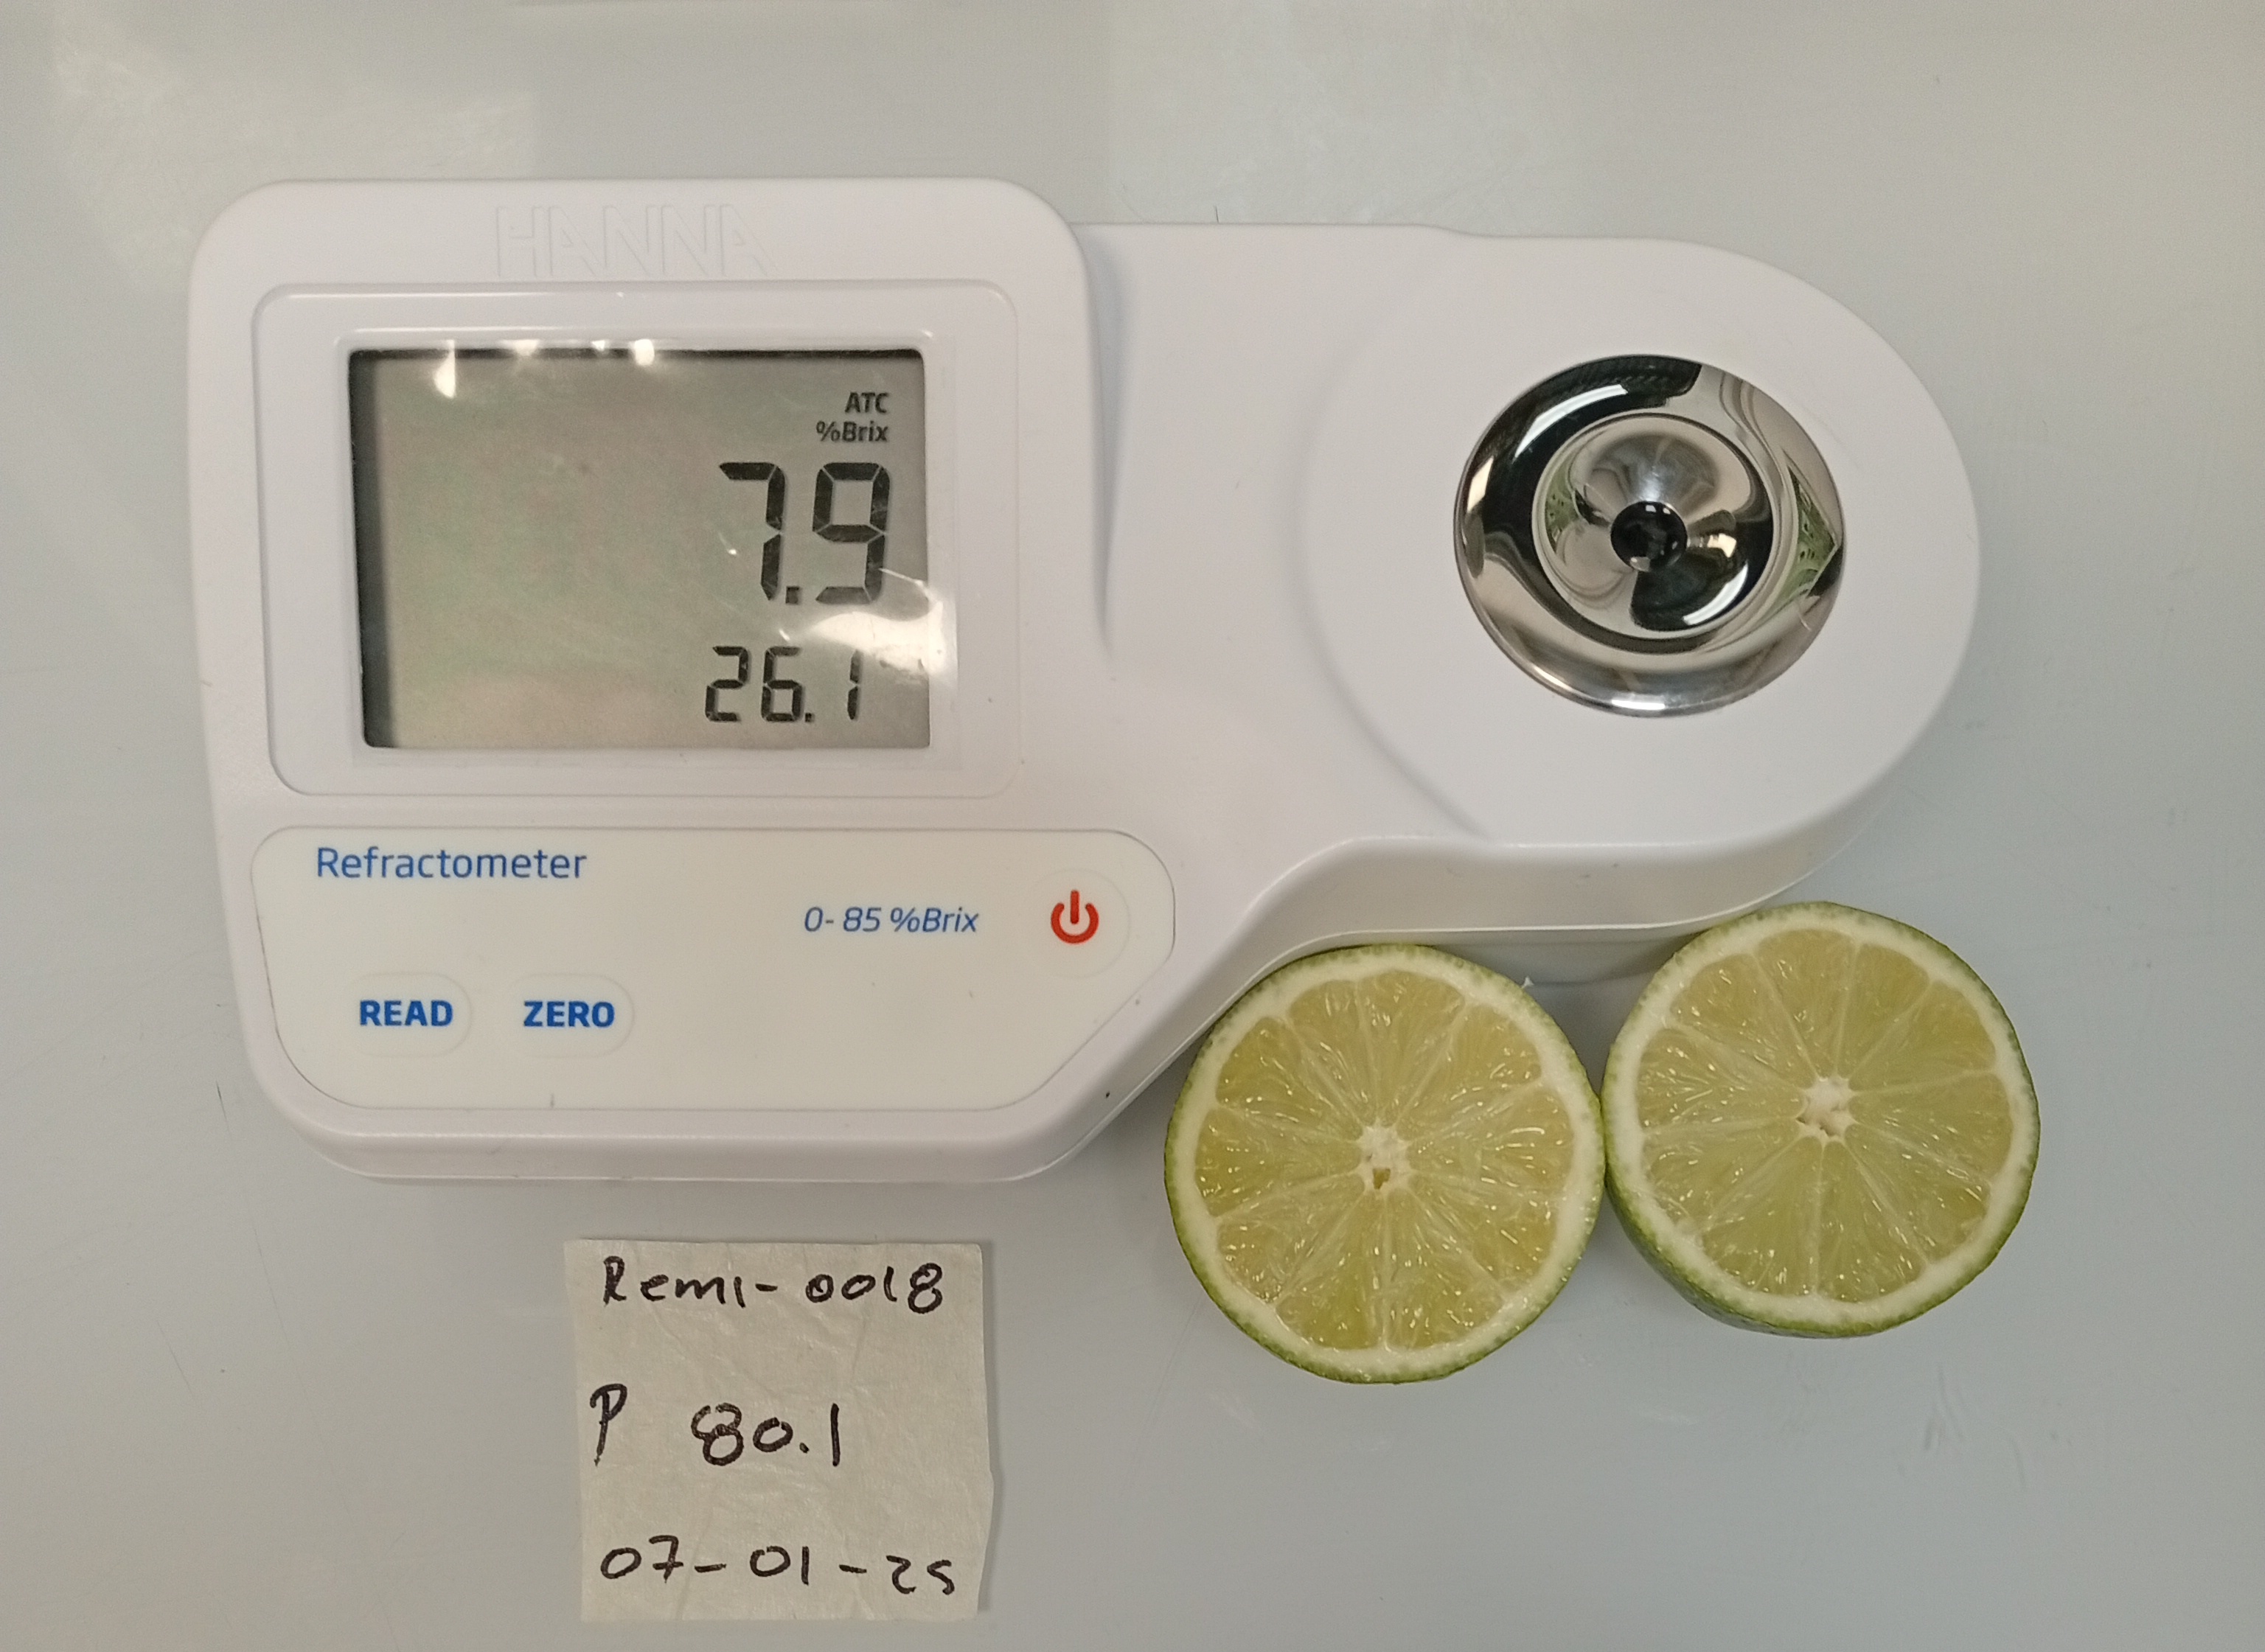 HANNA
ATC
%Brix
7.9
26.1
Refractometer
0-85 %Brix
READ ZERO
Remi-0018
P 80.1
07-01-25